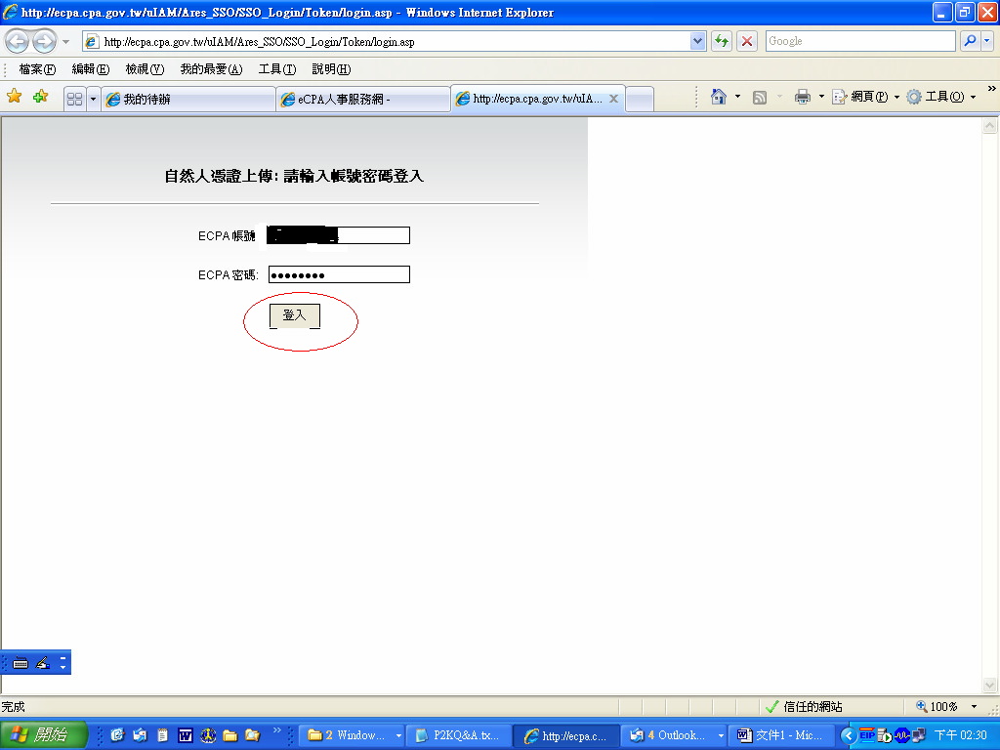 http://ecpa.cpa.gov.tw/uIAM/Ares_SSO/SSO_Login/Token/login.asp - Windows Internet Explorer
http://ecpa.cpa.gov.tw/uIAM/Ares_SSO/SSO_Login/Token/login.asp
Google
檔案(F) 編輯(E) 檢視(V) 我的最愛(A) 工具(T) 說明(H)
我的待辦 eCPA人事服務網 - http://ecpa.cpa.gov.tw/uIA... 網頁(P) 工具(O)
自然人憑證上傳: 請輸入帳號密碼登入
ECPA 帳號
ECPA 密碼:
登入
完成 信任的網站 100%
開始 2 Window... P2KQ&A tx... http://ecpa.c... 4 Outlook... 文件1 - Mic... EIP 下午 02:30